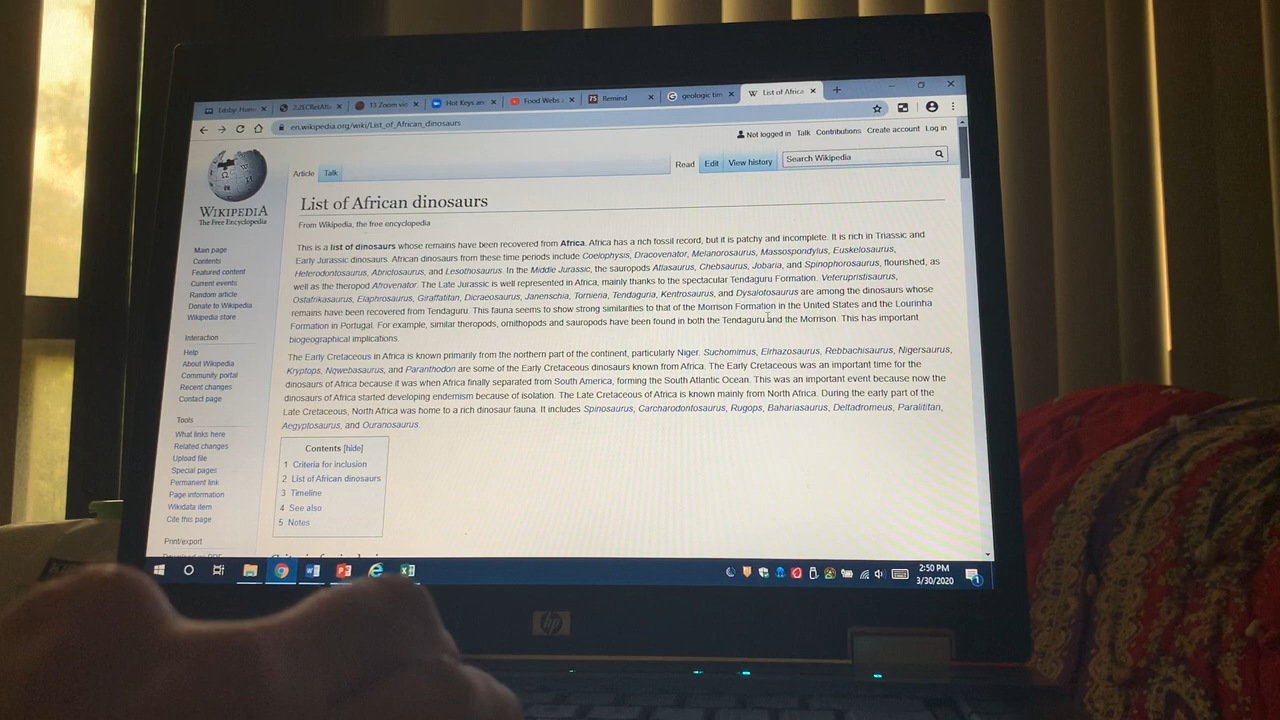 Edsby: Home
13 Zoom vel
Hot Keys an
Food Webs a
Remind
geologic tim
List of Africa
en.wikipedia.org/wiki/List_of_African_dinosaurs
Not logged in Talk Contributions Create account Log in
Article Talk
Read Edit View history
Search Wikipedia
WIKIPEDIA
The Free Encyclopedia
Main page
Contents
Featured content
Current events
Random article
Donate to Wikipedia
Wikipedia store
Interaction
Help
About Wikipedia
Community portal
Recent changes
Contact page
Tools
What links here
Related changes
Upload file
Special pages
Permanent link
Page information
Wikidata item
Cite this page
Print/export
List of African dinosaurs
From Wikipedia, the free encyclopedia
This is a list of dinosaurs whose remains have been recovered from Africa. Africa has a rich fossil record, but it is patchy and incomplete. It is rich in Triassic and
Early Jurassic dinosaurs. African dinosaurs from these time periods include Coelophysis, Dracovenator, Melanorosaurus, Massospondylus, Euskelosaurus,
Heterodontosaurus, Abrictosaurus, and Lesothosaurus. In the Middle Jurassic, the sauropods Atlasaurus, Chebsaurus, Jobaria, and Spinophorosaurus, flourished, as
well as the theropod Afrovenator. The Late Jurassic is well represented in Africa, mainly thanks to the spectacular Tendaguru Formation. Veterupristisaurus,
Ostafrikasaurus, Elaphrosaurus, Giraffatitan, Dicraeosaurus, Janenschia, Tornieria, Tendaguria, Kentrosaurus, and Dysalotosaurus are among the dinosaurs whose
remains have been recovered from Tendaguru. This fauna seems to show strong similarities to that of the Morrison Formation in the United States and the Lourinha
Formation in Portugal. For example, similar theropods, ornithopods and sauropods have been found in both the Tendaguru and the Morrison. This has important
biogeographical implications.
The Early Cretaceous in Africa is known primarily from the northern part of the continent, particularly Niger. Suchomimus, Elrhazosaurus, Rebbachisaurus, Nigersaurus,
Kryptops, Nqwebasaurus, and Paranthodon are some of the Early Cretaceous dinosaurs known from Africa. The Early Cretaceous was an important time for the
dinosaurs of Africa because it was when Africa finally separated from South America, forming the South Atlantic Ocean. This was an important event because now the
dinosaurs of Africa started developing endemism because of isolation. The Late Cretaceous of Africa is known mainly from North Africa. During the early part of the
Late Cretaceous, North Africa was home to a rich dinosaur fauna. It includes Spinosaurus, Carcharodontosaurus, Rugops, Bahariasaurus, Deltadromeus, Paralititan,
Aegyptosaurus, and Ouranosaurus.
Contents [hide]
1 Criteria for inclusion
2 List of African dinosaurs
3 Timeline
4 See also
5 Notes
2:50 PM
3/30/2020
hp